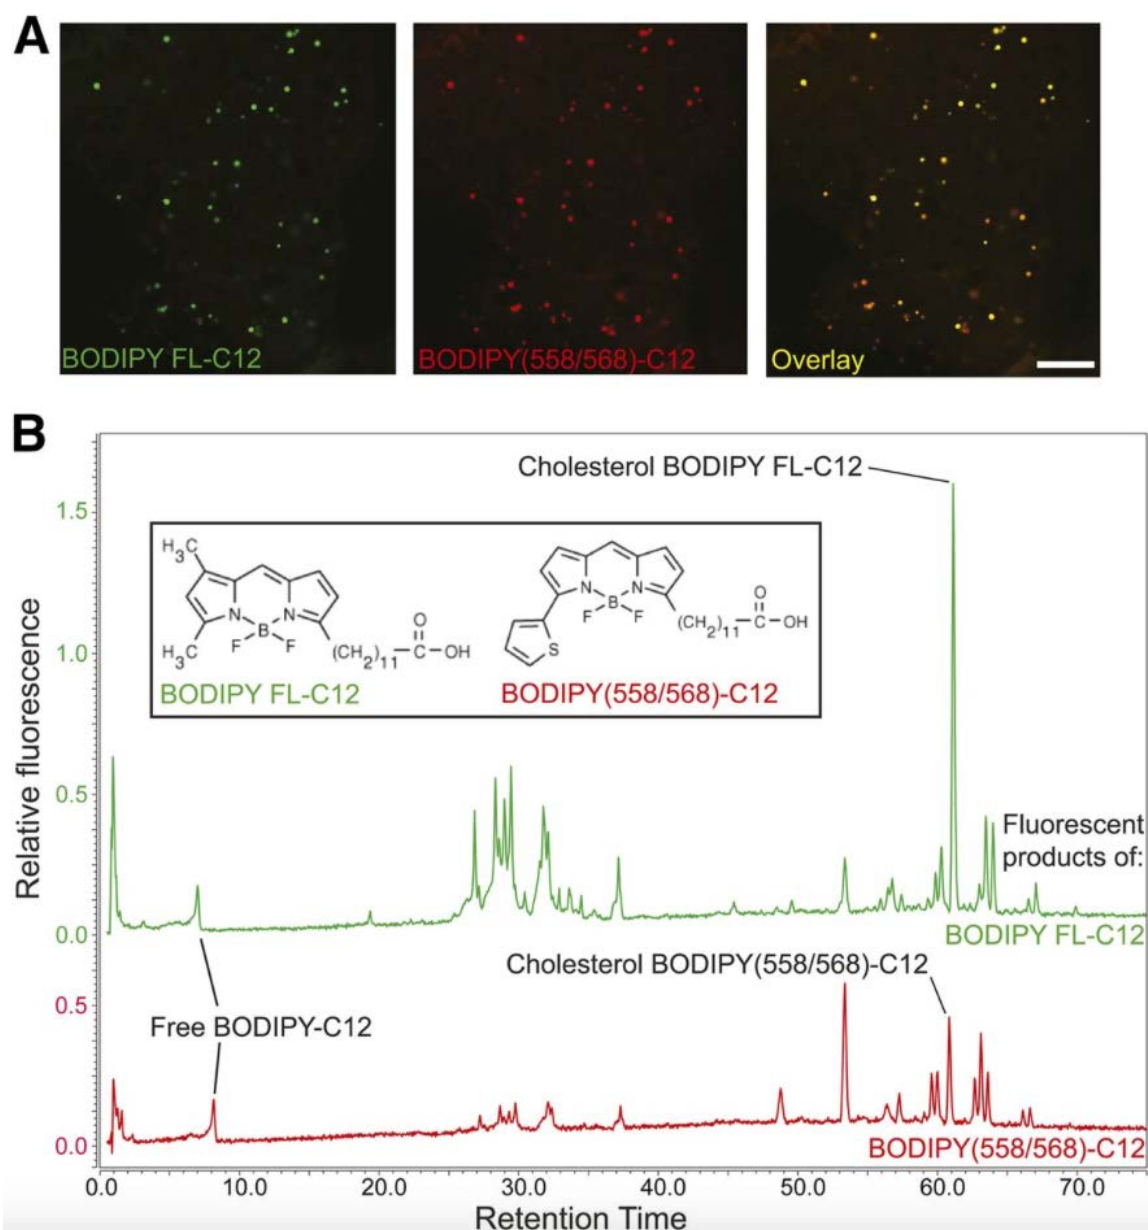 A
BODIPY FL-C12
BODIPY(558/568)-C12
Overlay
B
Cholesterol BODIPY FL-C12
1.5
H3C
H3C
N
N
B
F
F
(CH2)11
C
O
OH
BODIPY FL-C12
N
N
B
F
F
S
(CH2)11
C
O
OH
BODIPY(558/568)-C12
1.0
Relative fluorescence
0.5
Fluorescent
products of:
0.0
BODIPY FL-C12
Cholesterol BODIPY(558/568)-C12
0.5
Free BODIPY-C12
0.0
BODIPY(558/568)-C12
0.0
10.0
20.0
30.0
40.0
50.0
60.0
70.0
Retention Time